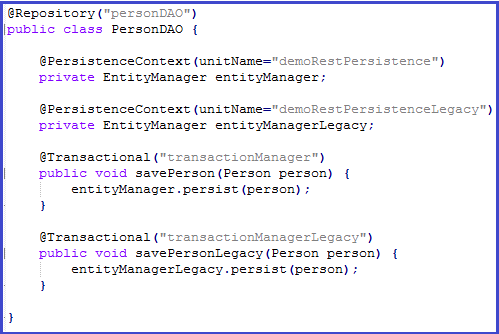 @Repository("personDAO")
public class PersonDAO {
@PersistenceContext(unitName="demoRestPersistence")
private EntityManager entityManager;
@PersistenceContext(unitName="demoRestPersistenceLegacy")
private EntityManager entityManagerLegacy;
@Transactional("transactionManager")
public void savePerson(Person person) {
entityManager.persist(person);
}
@Transactional("transactionManagerLegacy")
public void savePersonLegacy(Person person) {
entityManagerLegacy.persist(person);
}
}